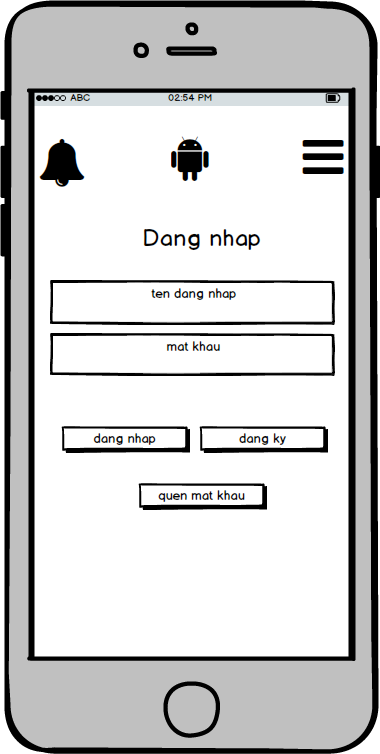 ABC 02:54 PM
Dang nhap
ten dang nhap
mat khau
dang nhap dang ky
quen mat khau